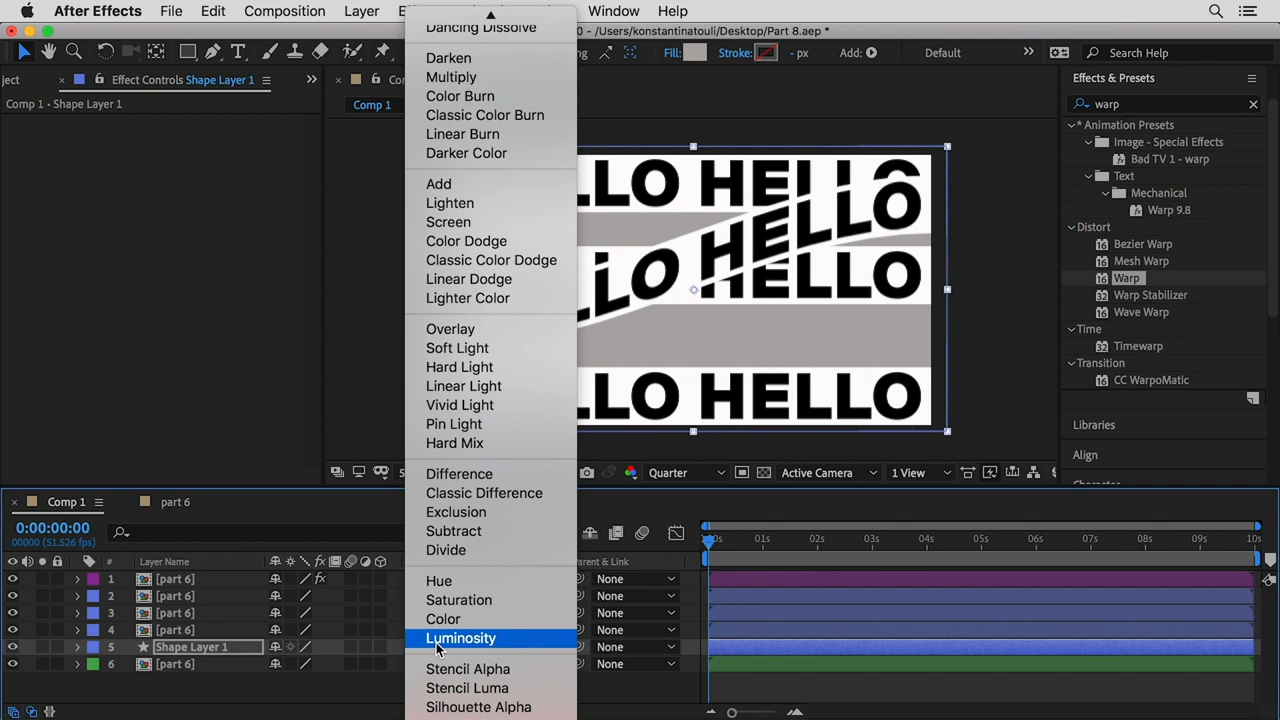 After Effects File Edit Composition Layer Window Help
0 - /Users/konstantinatouli/Desktop/Part 8.aep *
Fill: Stroke: - px Add: Default Search Help
ject Effect Controls Shape Layer 1
Comp 1 • Shape Layer 1
Comp 1
Dancing Dissolve
Darken
Multiply
Color Burn
Classic Color Burn
Linear Burn
Darker Color
Add
Lighten
Screen
Color Dodge
Classic Color Dodge
Linear Dodge
Lighter Color
Overlay
Soft Light
Hard Light
Linear Light
Vivid Light
Pin Light
Hard Mix
Difference
Classic Difference
Exclusion
Subtract
Divide
Hue
Saturation
Color
Luminosity
Stencil Alpha
Stencil Luma
Silhouette Alpha
LLO HELLO
LLO HELLO
HELLO
LLO HELLO
Quarter Active Camera 1 View
Effects & Presets
warp
* Animation Presets
Image - Special Effects
Bad TV 1 - warp
Text
Mechanical
Warp 9.8
Distort
Bezier Warp
Mesh Warp
Warp
Warp Stabilizer
Wave Warp
Time
Timewarp
Transition
CC WarpoMatic
Libraries
Align
Comp 1 part 6
0:00:00:00
00000 (51.526 fps)
# Layer Name arent & Link
01s 02s 03s 04s 05s 06s 07s 08s 09s 10s
1 [part 6] None
2 [part 6] None
3 [part 6] None
4 [part 6] None
5 Shape Layer 1 None
6 [part 6] None